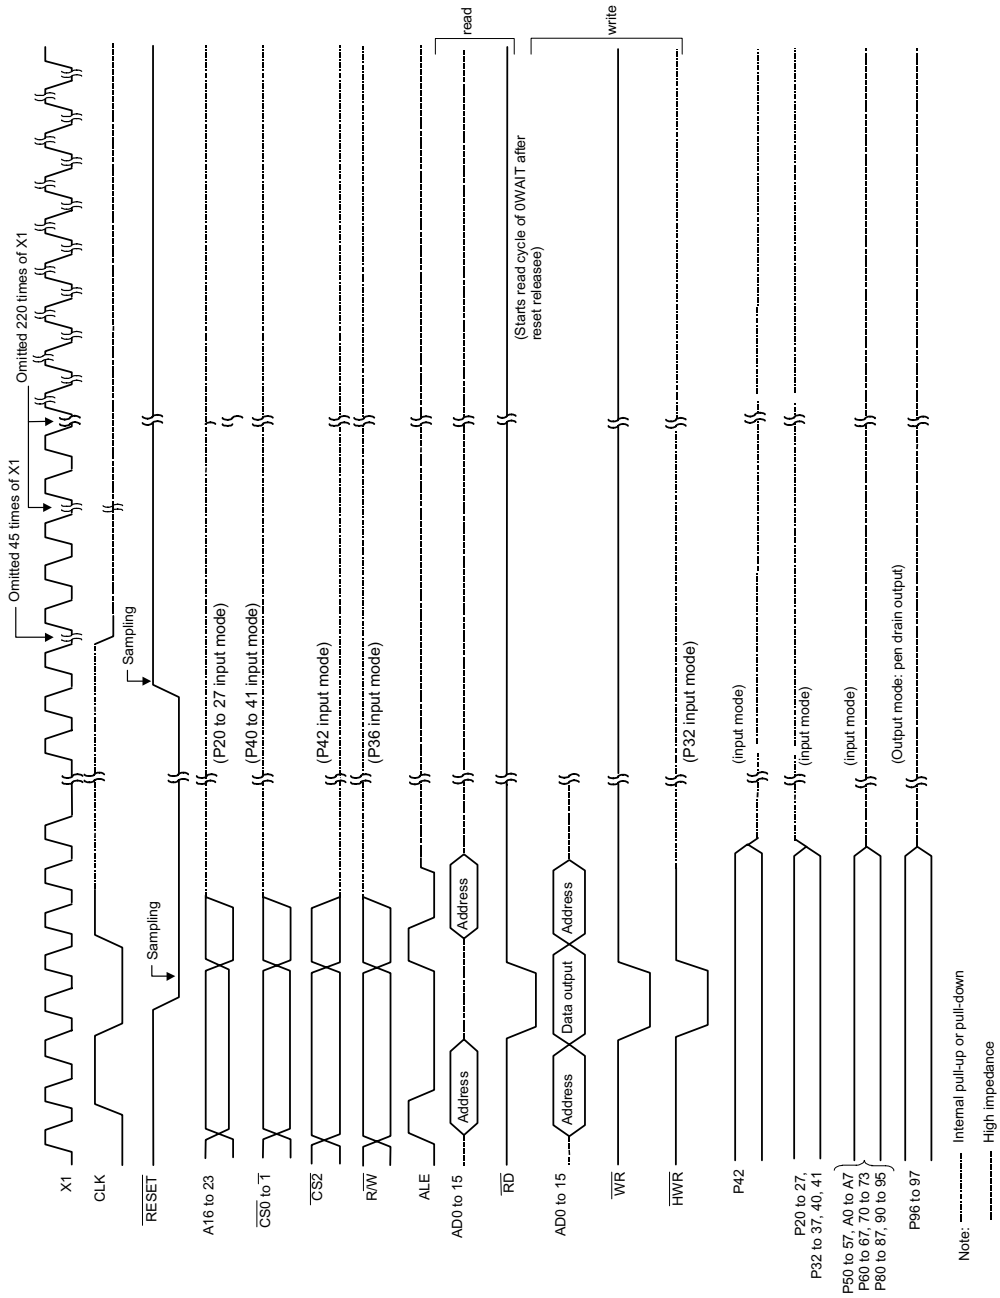 Omitted 45 times of X1
Omitted 220 times of X1
X1
CLK
Sampling
Sampling
RESET
A16 to 23
(P20 to 27 input mode)
CS0 to 1
(P40 to 41 input mode)
CS2
(P42 input mode)
R/W
(P36 input mode)
ALE
AD0 to 15
Address
Address
read
RD
(Starts read cycle of 0WAIT after
reset releasee)
AD0 to 15
Address
Data output
Address
WR
write
HWR
(P32 input mode)
P42
(input mode)
P20 to 27,
P32 to 37, 40, 41
(input mode)
P50 to 57, A0 to A7
P60 to 67, 70 to 73
P80 to 87, 90 to 95
(input mode)
P96 to 97
(Output mode: pen drain output)
Note:
Internal pull-up or pull-down
High impedance